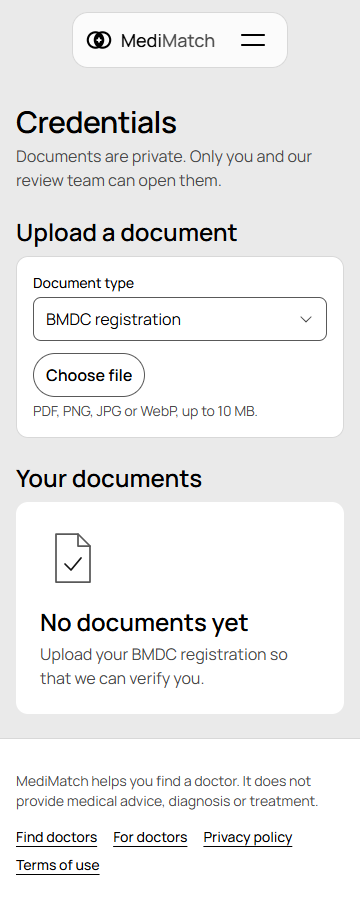 MediMatch
Credentials
Documents are private. Only you and our
review team can open them.
Upload a document
Document type
BMDC registration
Choose file
PDF, PNG, JPG or WebP, up to 10 MB.
Your documents
No documents yet
Upload your BMDC registration so
that we can verify you.
MediMatch helps you find a doctor. It does not
provide medical advice, diagnosis or treatment.
Find doctors For doctors Privacy policy
Terms of use